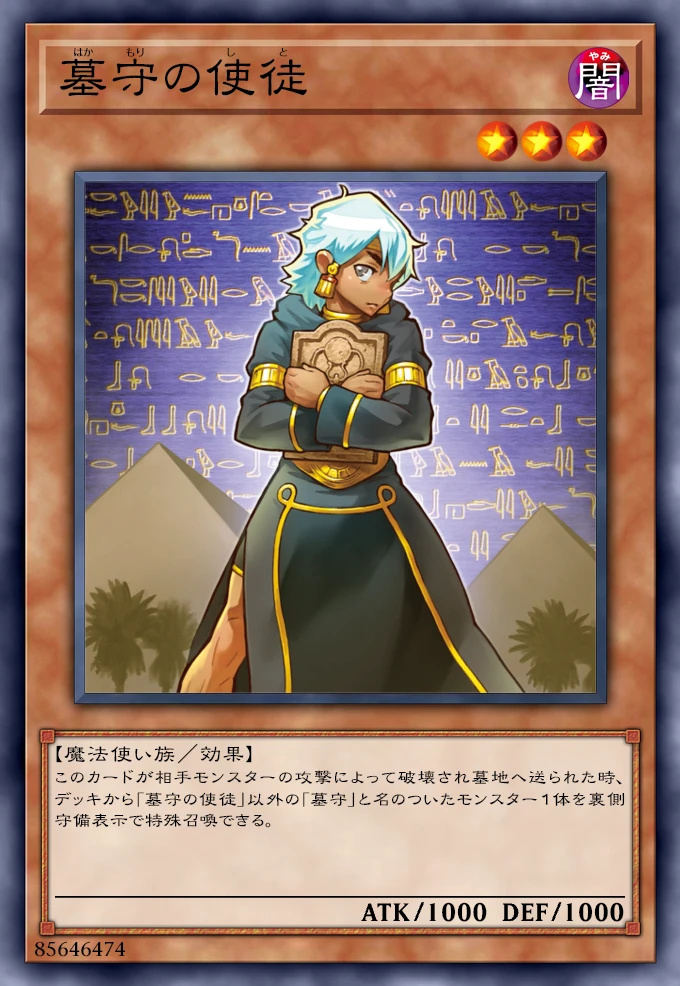 はか もり し と
墓守の使徒
やみ
闇
【魔法使い族／効果】
このカードが相手モンスターの攻撃によって破壊され墓地へ送られた時、
デッキから「墓守の使徒」以外の「墓守」と名のついたモンスター１体を裏側
守備表示で特殊召喚できる。
ATK/1000 DEF/1000
85646474